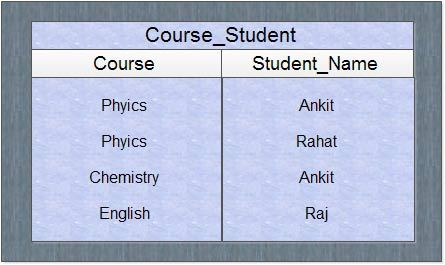 Course_Student
Course Student_Name
Phyics Ankit
Phyics Rahat
Chemistry Ankit
English Raj